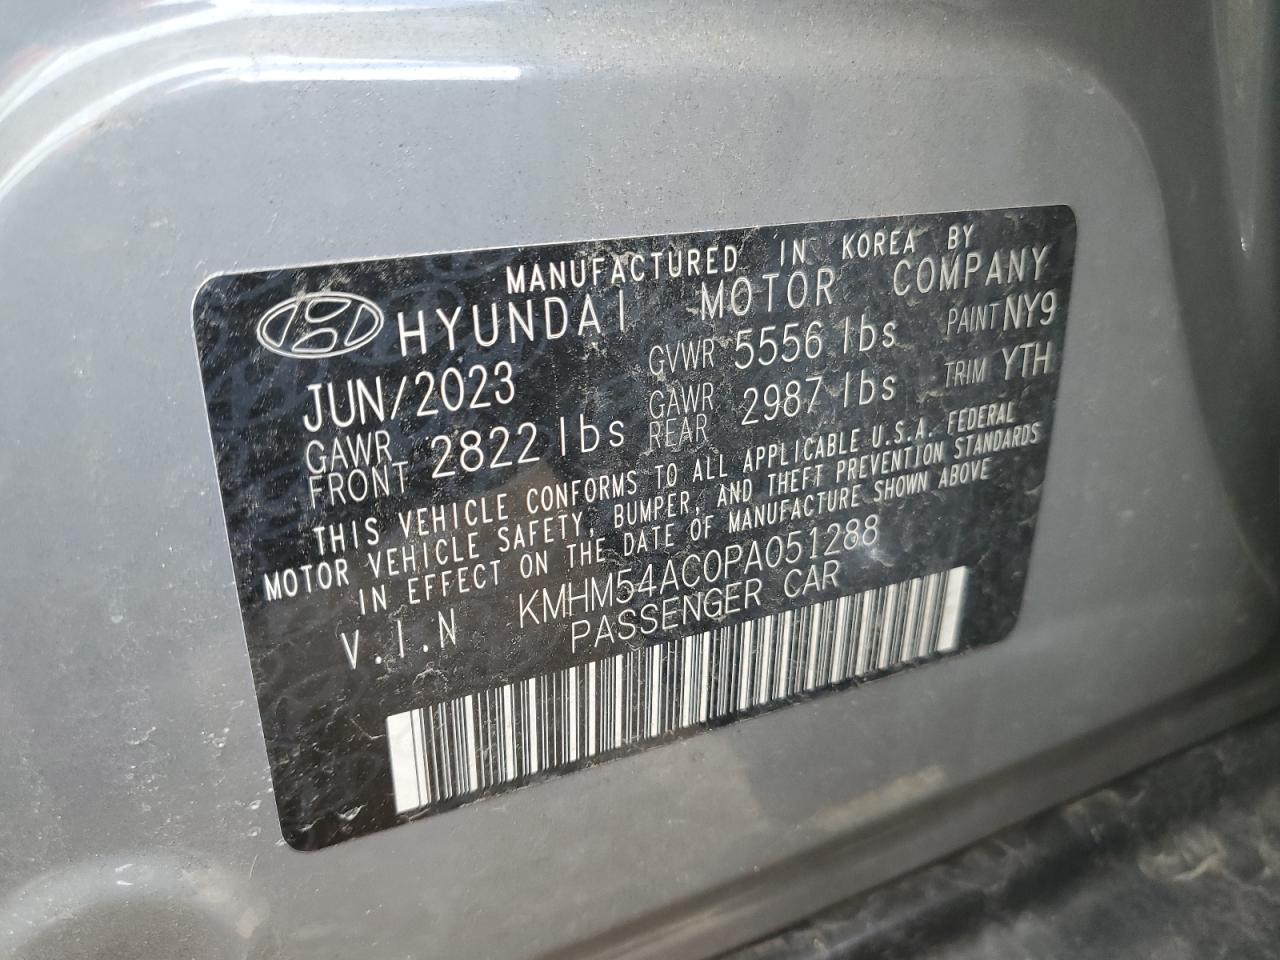 MANUFACTURED IN KOREA BY
HYUNDAI MOTOR COMPANY
JUN/2023 GVWR 5556 lbs PAINT NY9
GAWR FRONT 2822 lbs GAWR REAR 2987 lbs TRIM YTH
THIS VEHICLE CONFORMS TO ALL APPLICABLE U.S.A. FEDERAL
MOTOR VEHICLE SAFETY, BUMPER, AND THEFT PREVENTION STANDARDS
IN EFFECT ON THE DATE OF MANUFACTURE SHOWN ABOVE
V.I.N KMHM54AC0PA051288
PASSENGER CAR